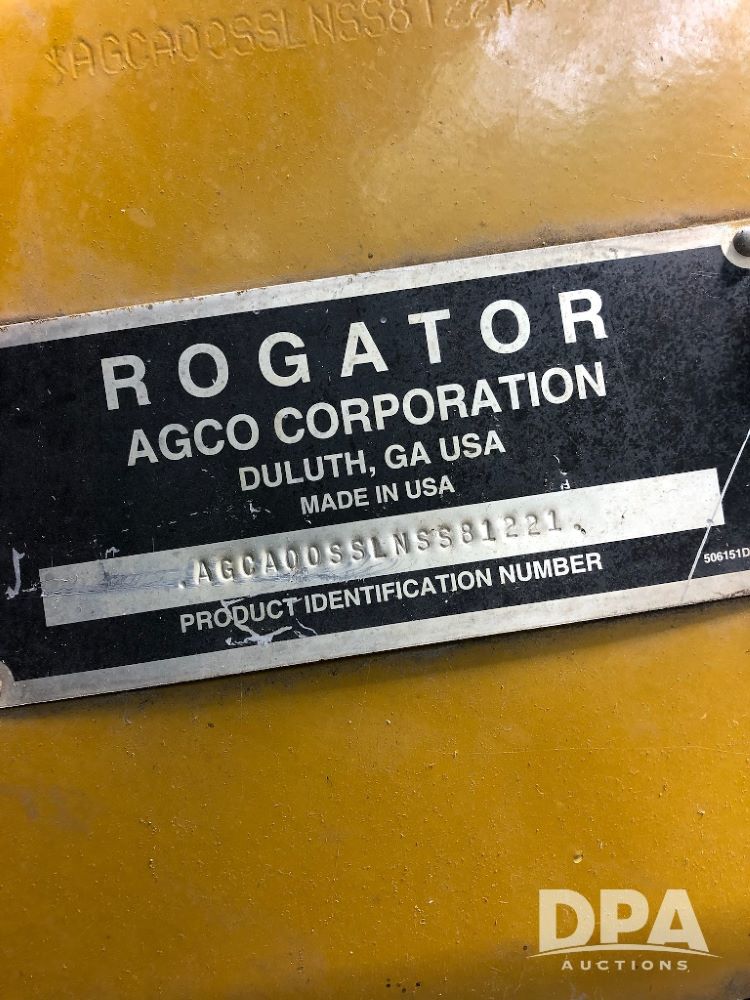 *AGCA00SSLNSS81221*
ROGATOR
AGCO CORPORATION
DULUTH, GA USA
MADE IN USA
.AGCA00SSLNSS81221.
PRODUCT IDENTIFICATION NUMBER
506151D
DPA
AUCTIONS